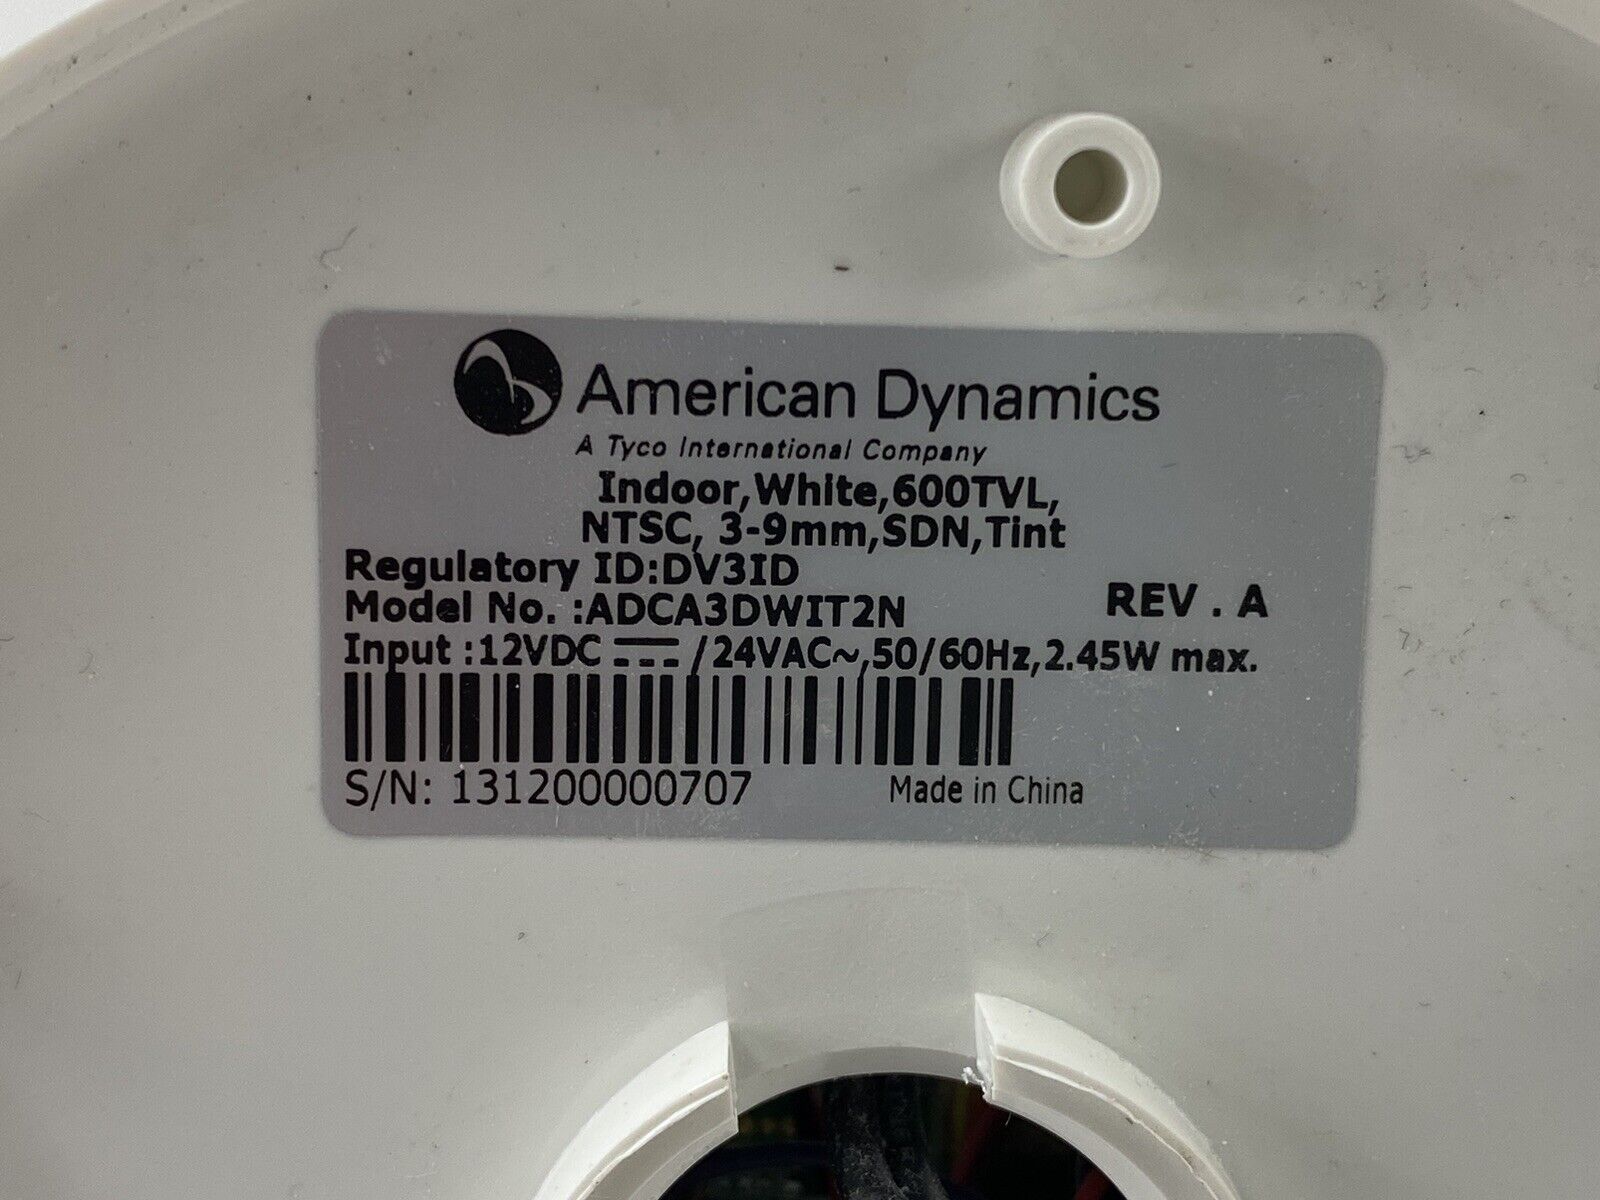 American Dynamics
A Tyco International Company
Indoor,White,600TVL,
NTSC, 3-9mm,SDN,Tint
Regulatory ID:DV3ID
Model No. :ADCA3DWIT2N REV . A
Input :12VDC ⎓ /24VAC~,50/60Hz,2.45W max.
S/N: 131200000707 Made in China